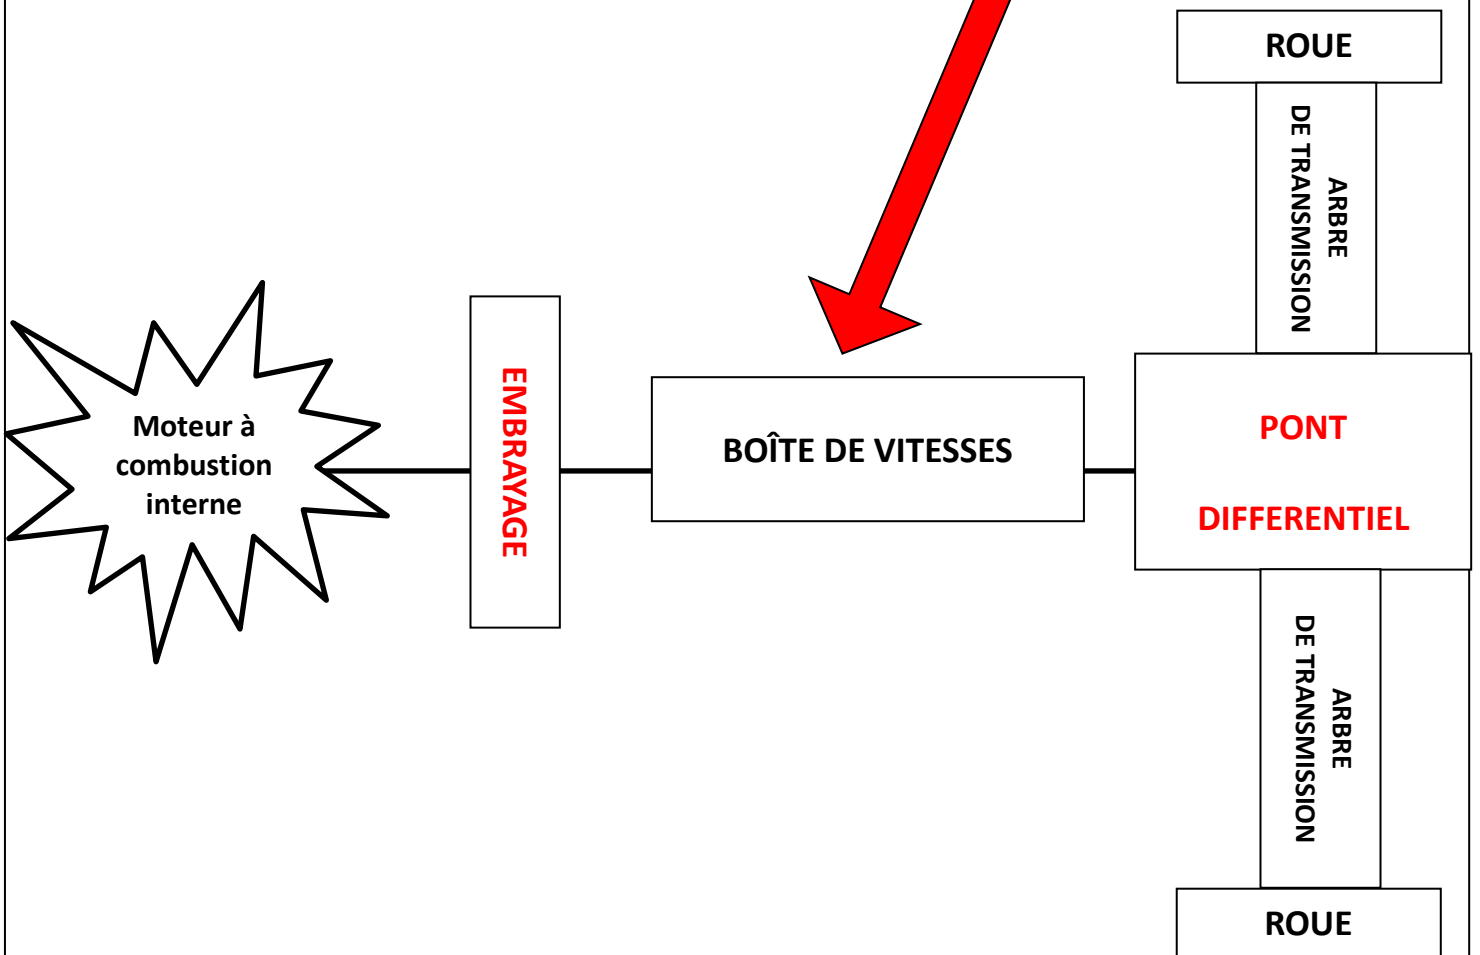 ROUE
ARBRE
DE TRANSMISSION
Moteur à
combustion
interne
EMBRAYAGE
BOÎTE DE VITESSES
PONT
DIFFERENTIEL
ARBRE
DE TRANSMISSION
ROUE